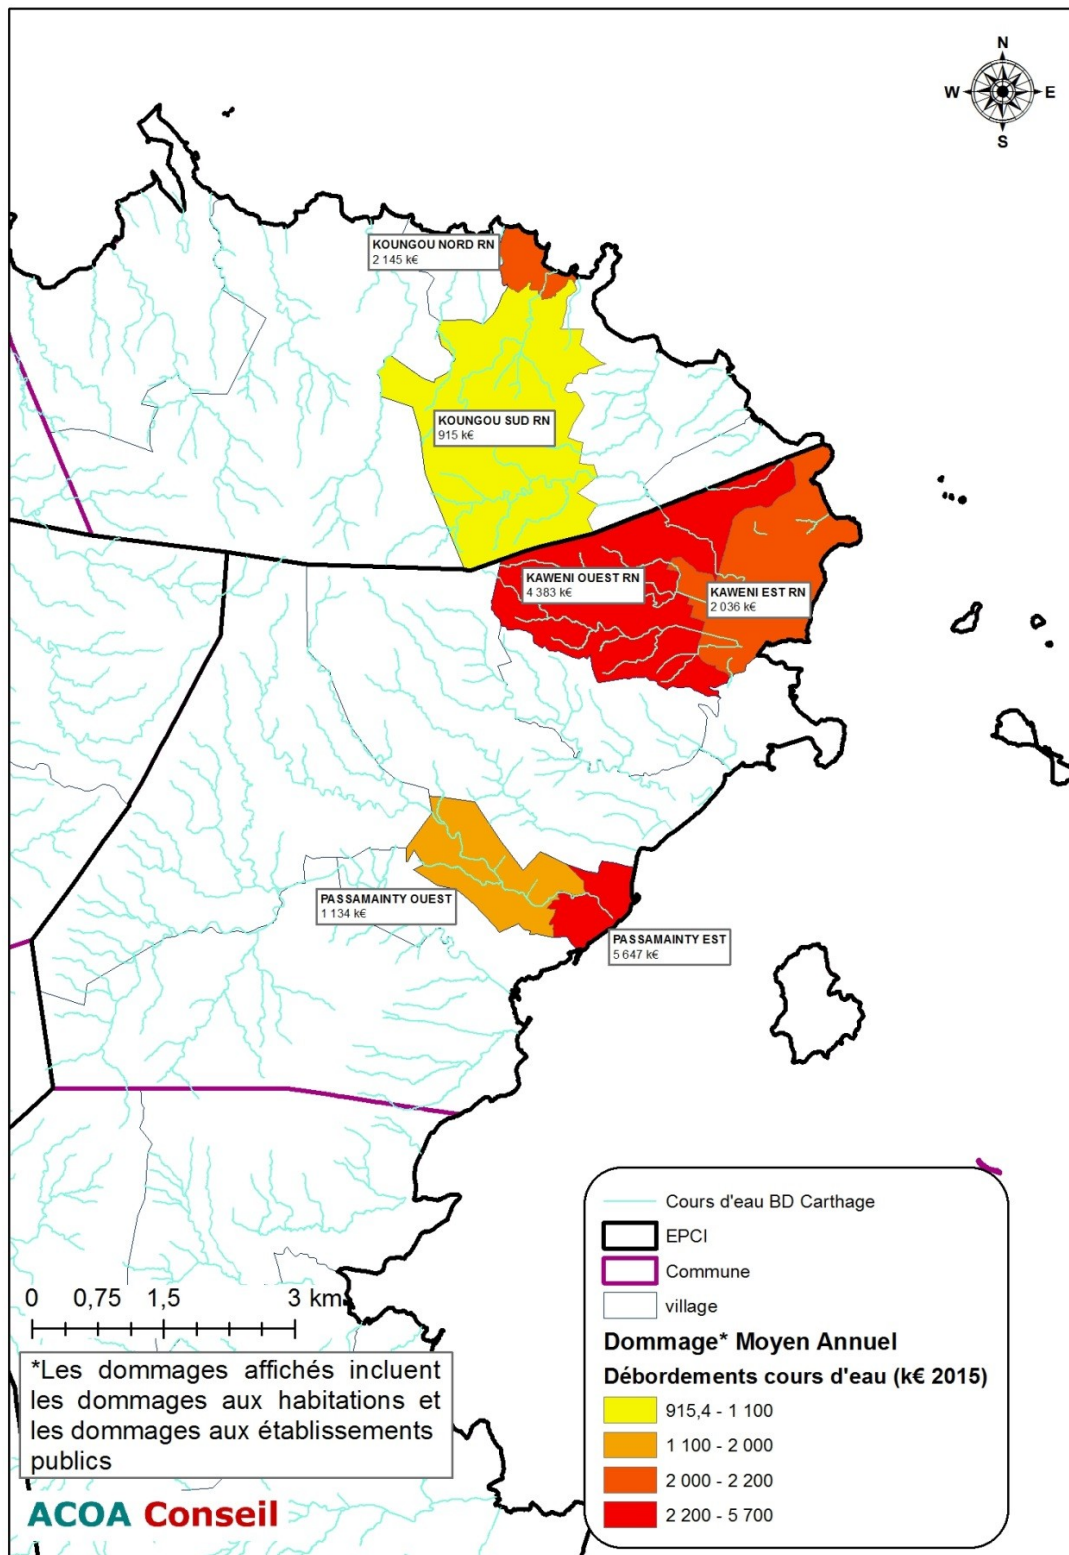 N
W E
S
KOUNGOU NORD RN
2 145 k€
KOUNGOU SUD RN
915 k€
KAWENI OUEST RN
4 383 k€
KAWENI EST RN
2 036 k€
PASSAMAINTY OUEST
1 134 k€
PASSAMAINTY EST
5 647 k€
Cours d'eau BD Carthage
EPCI
Commune
village
Dommage* Moyen Annuel
Débordements cours d'eau (k€ 2015)
915,4 - 1 100
1 100 - 2 000
2 000 - 2 200
2 200 - 5 700
0 0,75 1,5 3 km
*Les dommages affichés incluent
les dommages aux habitations et
les dommages aux établissements
publics
ACOA Conseil